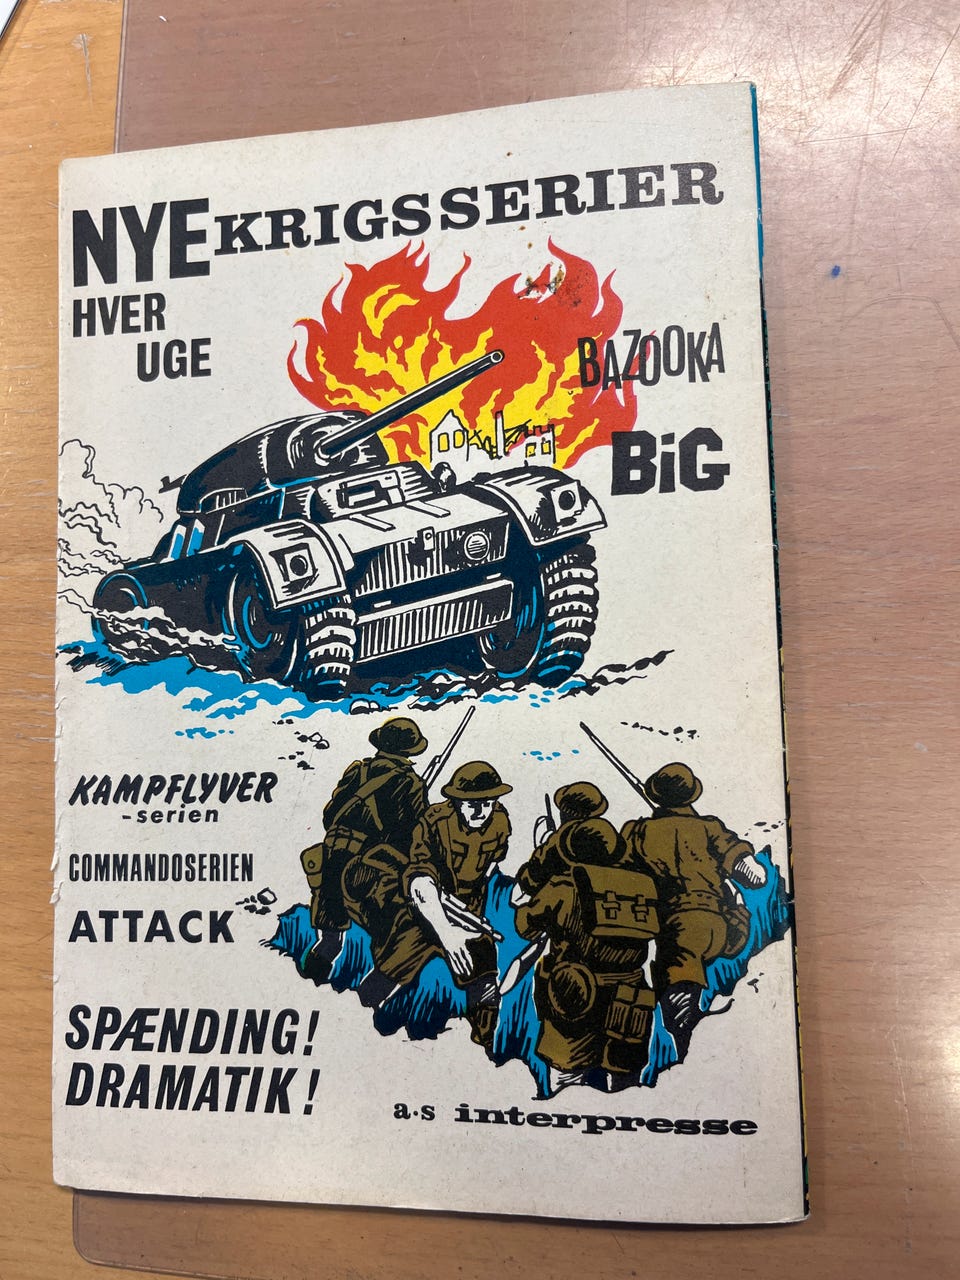 NYE KRIGSSERIER
HVER
UGE
BAZOOKA
BiG
KAMPFLYVER
-serien
COMMANDOSERIEN
ATTACK
SPÆNDING!
DRAMATIK!
a·s interpresse